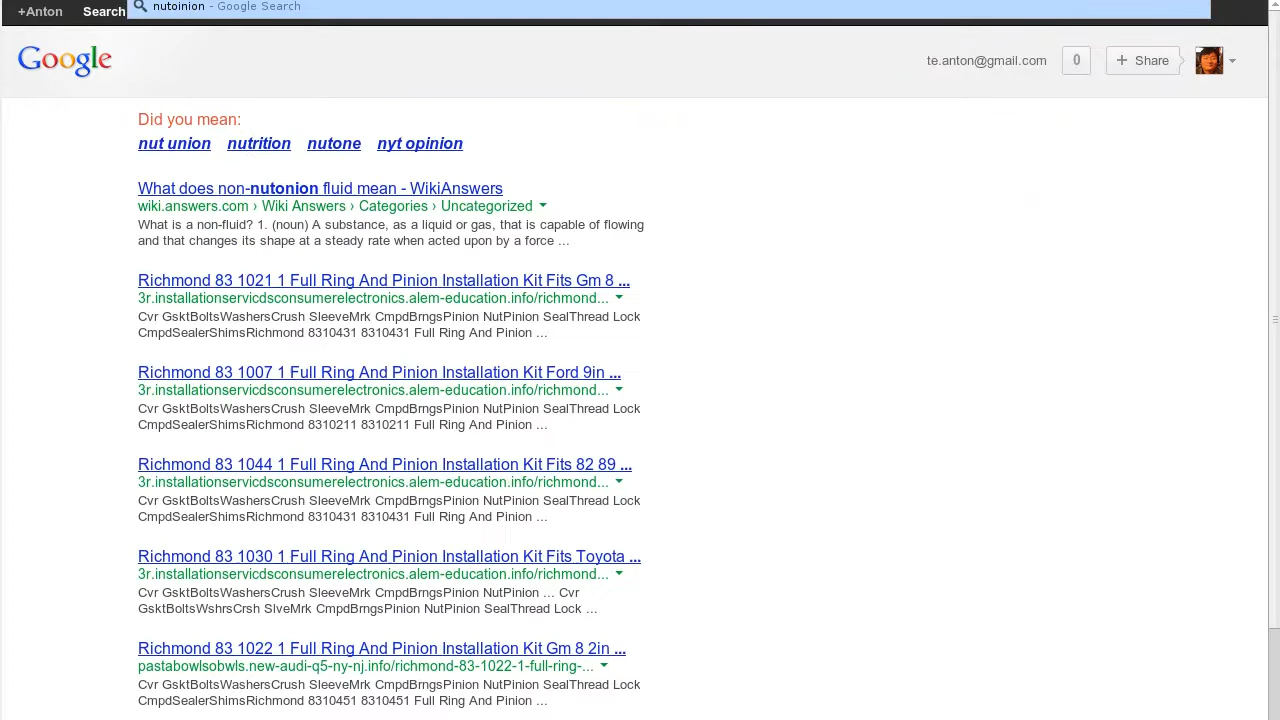 +Anton Search nutoinion - Google Search
Google te.anton@gmail.com 0 + Share
Did you mean:
nut union nutrition nutone nyt opinion
What does non-nutonion fluid mean - WikiAnswers
wiki.answers.com › Wiki Answers › Categories › Uncategorized
What is a non-fluid? 1. (noun) A substance, as a liquid or gas, that is capable of flowing
and that changes its shape at a steady rate when acted upon by a force ...
Richmond 83 1021 1 Full Ring And Pinion Installation Kit Fits Gm 8 ...
3r.installationservicdsconsumerelectronics.alem-education.info/richmond...
Cvr GsktBoltsWashersCrush SleeveMrk CmpdBrngsPinion NutPinion SealThread Lock
CmpdSealerShimsRichmond 8310431 8310431 Full Ring And Pinion ...
Richmond 83 1007 1 Full Ring And Pinion Installation Kit Ford 9in ...
3r.installationservicdsconsumerelectronics.alem-education.info/richmond...
Cvr GsktBoltsWashersCrush SleeveMrk CmpdBrngsPinion NutPinion SealThread Lock
CmpdSealerShimsRichmond 8310211 8310211 Full Ring And Pinion ...
Richmond 83 1044 1 Full Ring And Pinion Installation Kit Fits 82 89 ...
3r.installationservicdsconsumerelectronics.alem-education.info/richmond...
Cvr GsktBoltsWashersCrush SleeveMrk CmpdBrngsPinion NutPinion SealThread Lock
CmpdSealerShimsRichmond 8310431 8310431 Full Ring And Pinion ...
Richmond 83 1030 1 Full Ring And Pinion Installation Kit Fits Toyota ...
3r.installationservicdsconsumerelectronics.alem-education.info/richmond...
Cvr GsktBoltsWashersCrush SleeveMrk CmpdBrngsPinion NutPinion ... Cvr
GsktBoltsWshrsCrsh SlveMrk CmpdBrngsPinion NutPinion SealThread Lock ...
Richmond 83 1022 1 Full Ring And Pinion Installation Kit Gm 8 2in ...
pastabowlsobwls.new-audi-q5-ny-nj.info/richmond-83-1022-1-full-ring-...
Cvr GsktBoltsWashersCrush SleeveMrk CmpdBrngsPinion NutPinion SealThread Lock
CmpdSealerShimsRichmond 8310451 8310451 Full Ring And Pinion ...